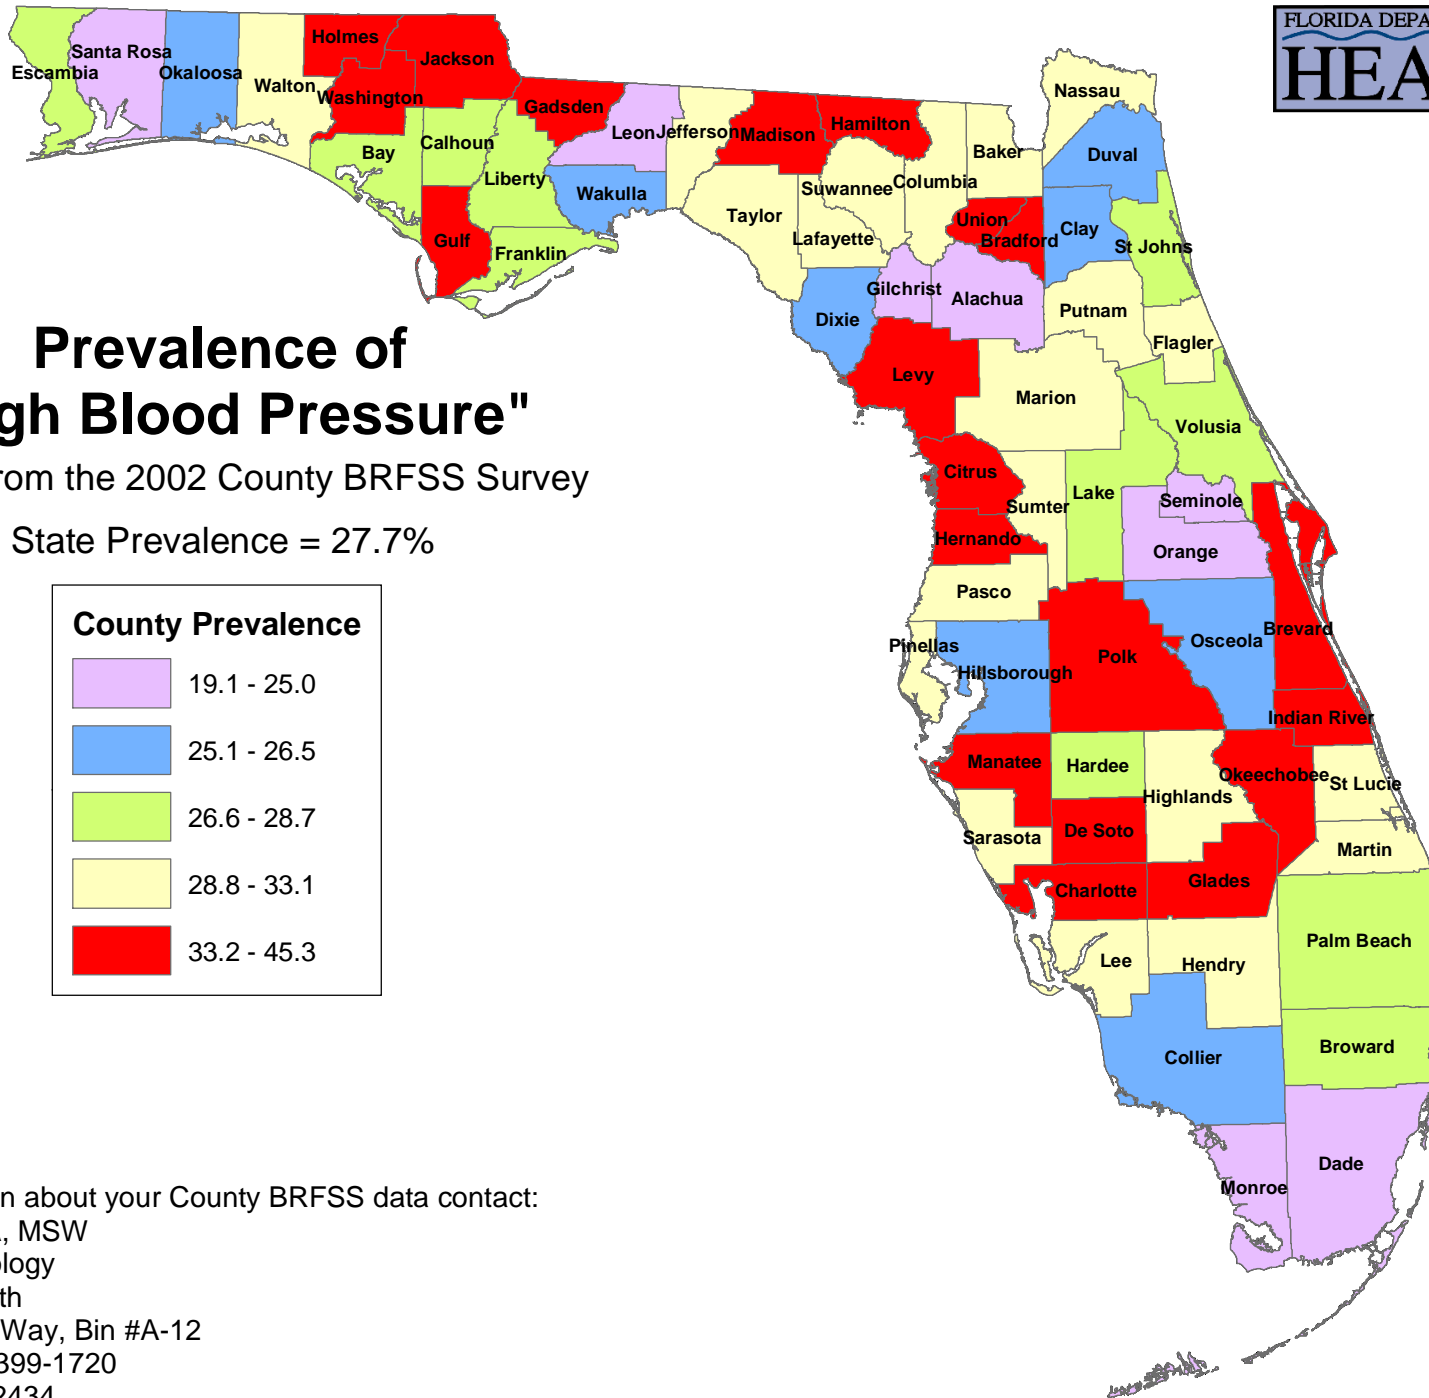 FLORIDA DEPA
HEA
Holmes
Jackson
Santa Rosa
Escambia
Okaloosa
Walton
Washington
Gadsden
Nassau
Leon
Jefferson
Madison
Hamilton
Bay
Calhoun
Baker
Duval
Liberty
Wakulla
Suwannee
Columbia
Taylor
Union
Clay
Gulf
Franklin
Lafayette
Bradford
St Johns
Gilchrist
Alachua
Dixie
Putnam
Flagler
Prevalence of
gh Blood Pressure"
rom the 2002 County BRFSS Survey
State Prevalence = 27.7%
Levy
Marion
Volusia
Citrus
Sumter
Lake
Seminole
Hernando
Orange
Pasco
Brevard
Pinellas
Hillsborough
Polk
Osceola
Indian River
Manatee
Hardee
Okeechobee
St Lucie
Highlands
Sarasota
De Soto
Martin
Charlotte
Glades
Palm Beach
Lee
Hendry
Broward
Collier
Dade
Monroe
County Prevalence
19.1 - 25.0
25.1 - 26.5
26.6 - 28.7
28.8 - 33.1
33.2 - 45.3
n about your County BRFSS data contact:
, MSW
ology
th
Way, Bin #A-12
399-1720
2434